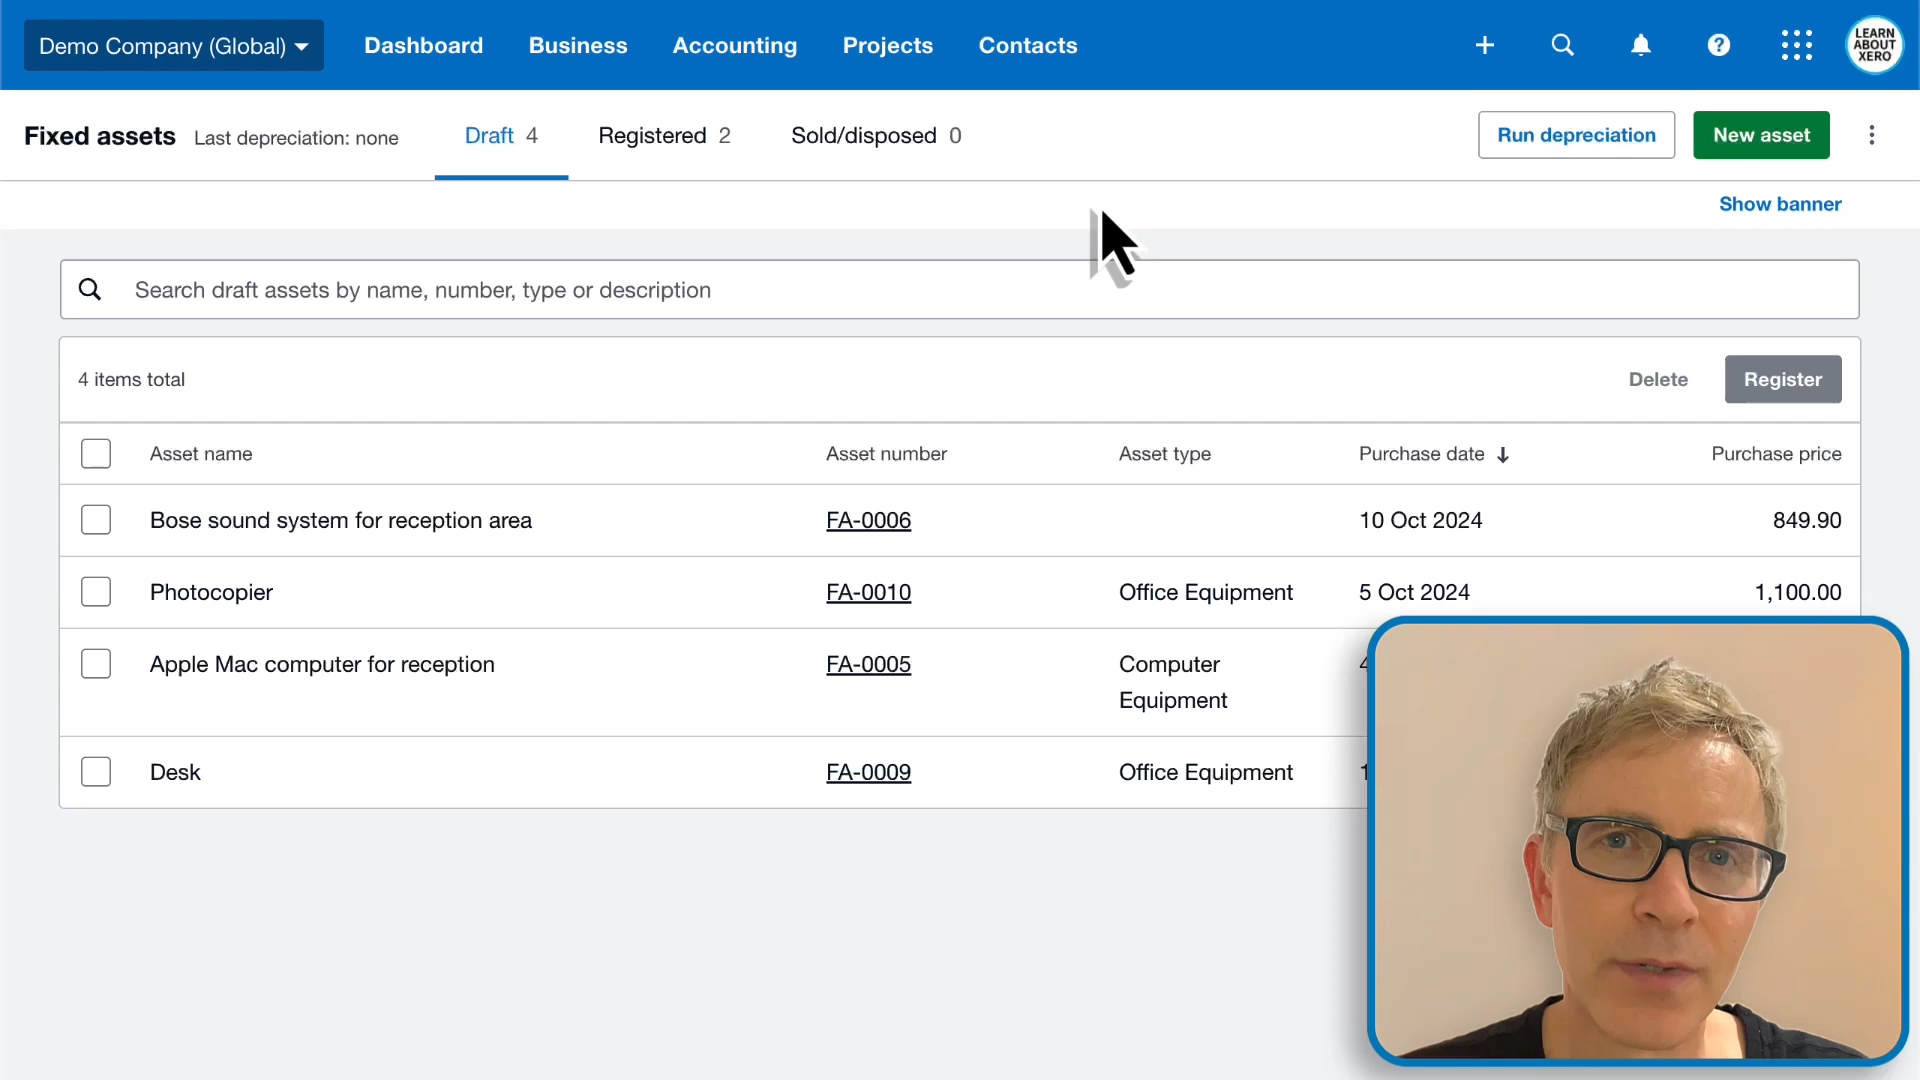 Demo Company (Global) Dashboard Business Accounting Projects Contacts
LEARN
ABOUT
XERO
Fixed assets Last depreciation: none Draft 4 Registered 2 Sold/disposed 0 Run depreciation New asset
Show banner
Search draft assets by name, number, type or description
4 items total Delete Register
Asset name Asset number Asset type Purchase date Purchase price
Bose sound system for reception area FA-0006 10 Oct 2024 849.90
Photocopier FA-0010 Office Equipment 5 Oct 2024 1,100.00
Apple Mac computer for reception FA-0005 Computer
Equipment
Desk FA-0009 Office Equipment